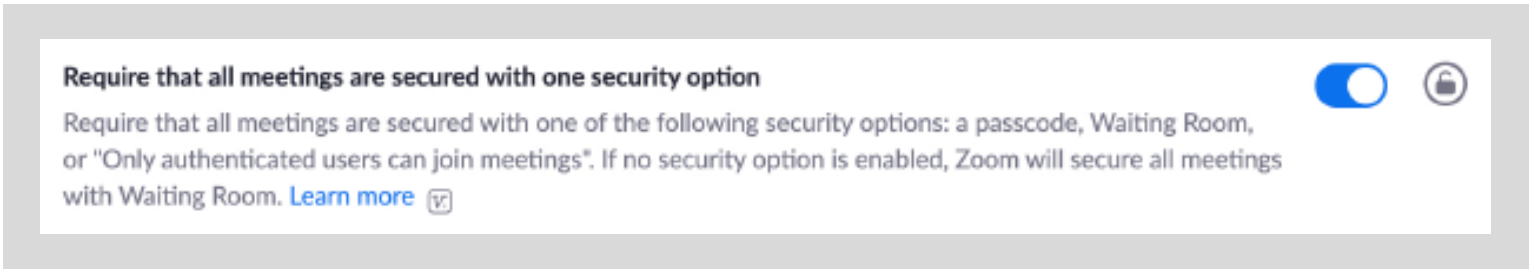 Require that all meetings are secured with one security option
Require that all meetings are secured with one of the following security options: a passcode, Waiting Room,
or "Only authenticated users can join meetings". If no security option is enabled, Zoom will secure all meetings
with Waiting Room. Learn more V.